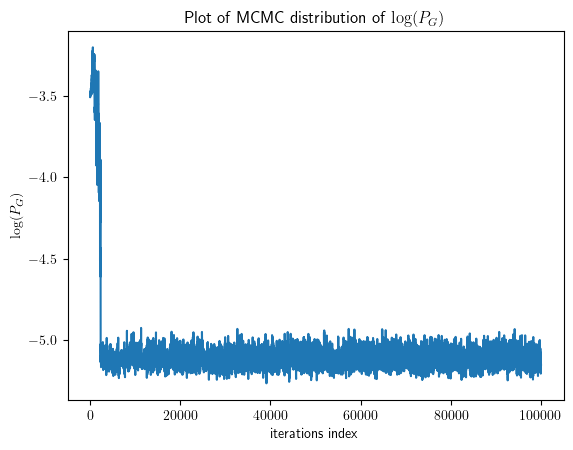 Plot of MCMC distribution of log(P_G)
log(P_G)
−3.5
−4.0
−4.5
−5.0
0 20000 40000 60000 80000 100000
iterations index